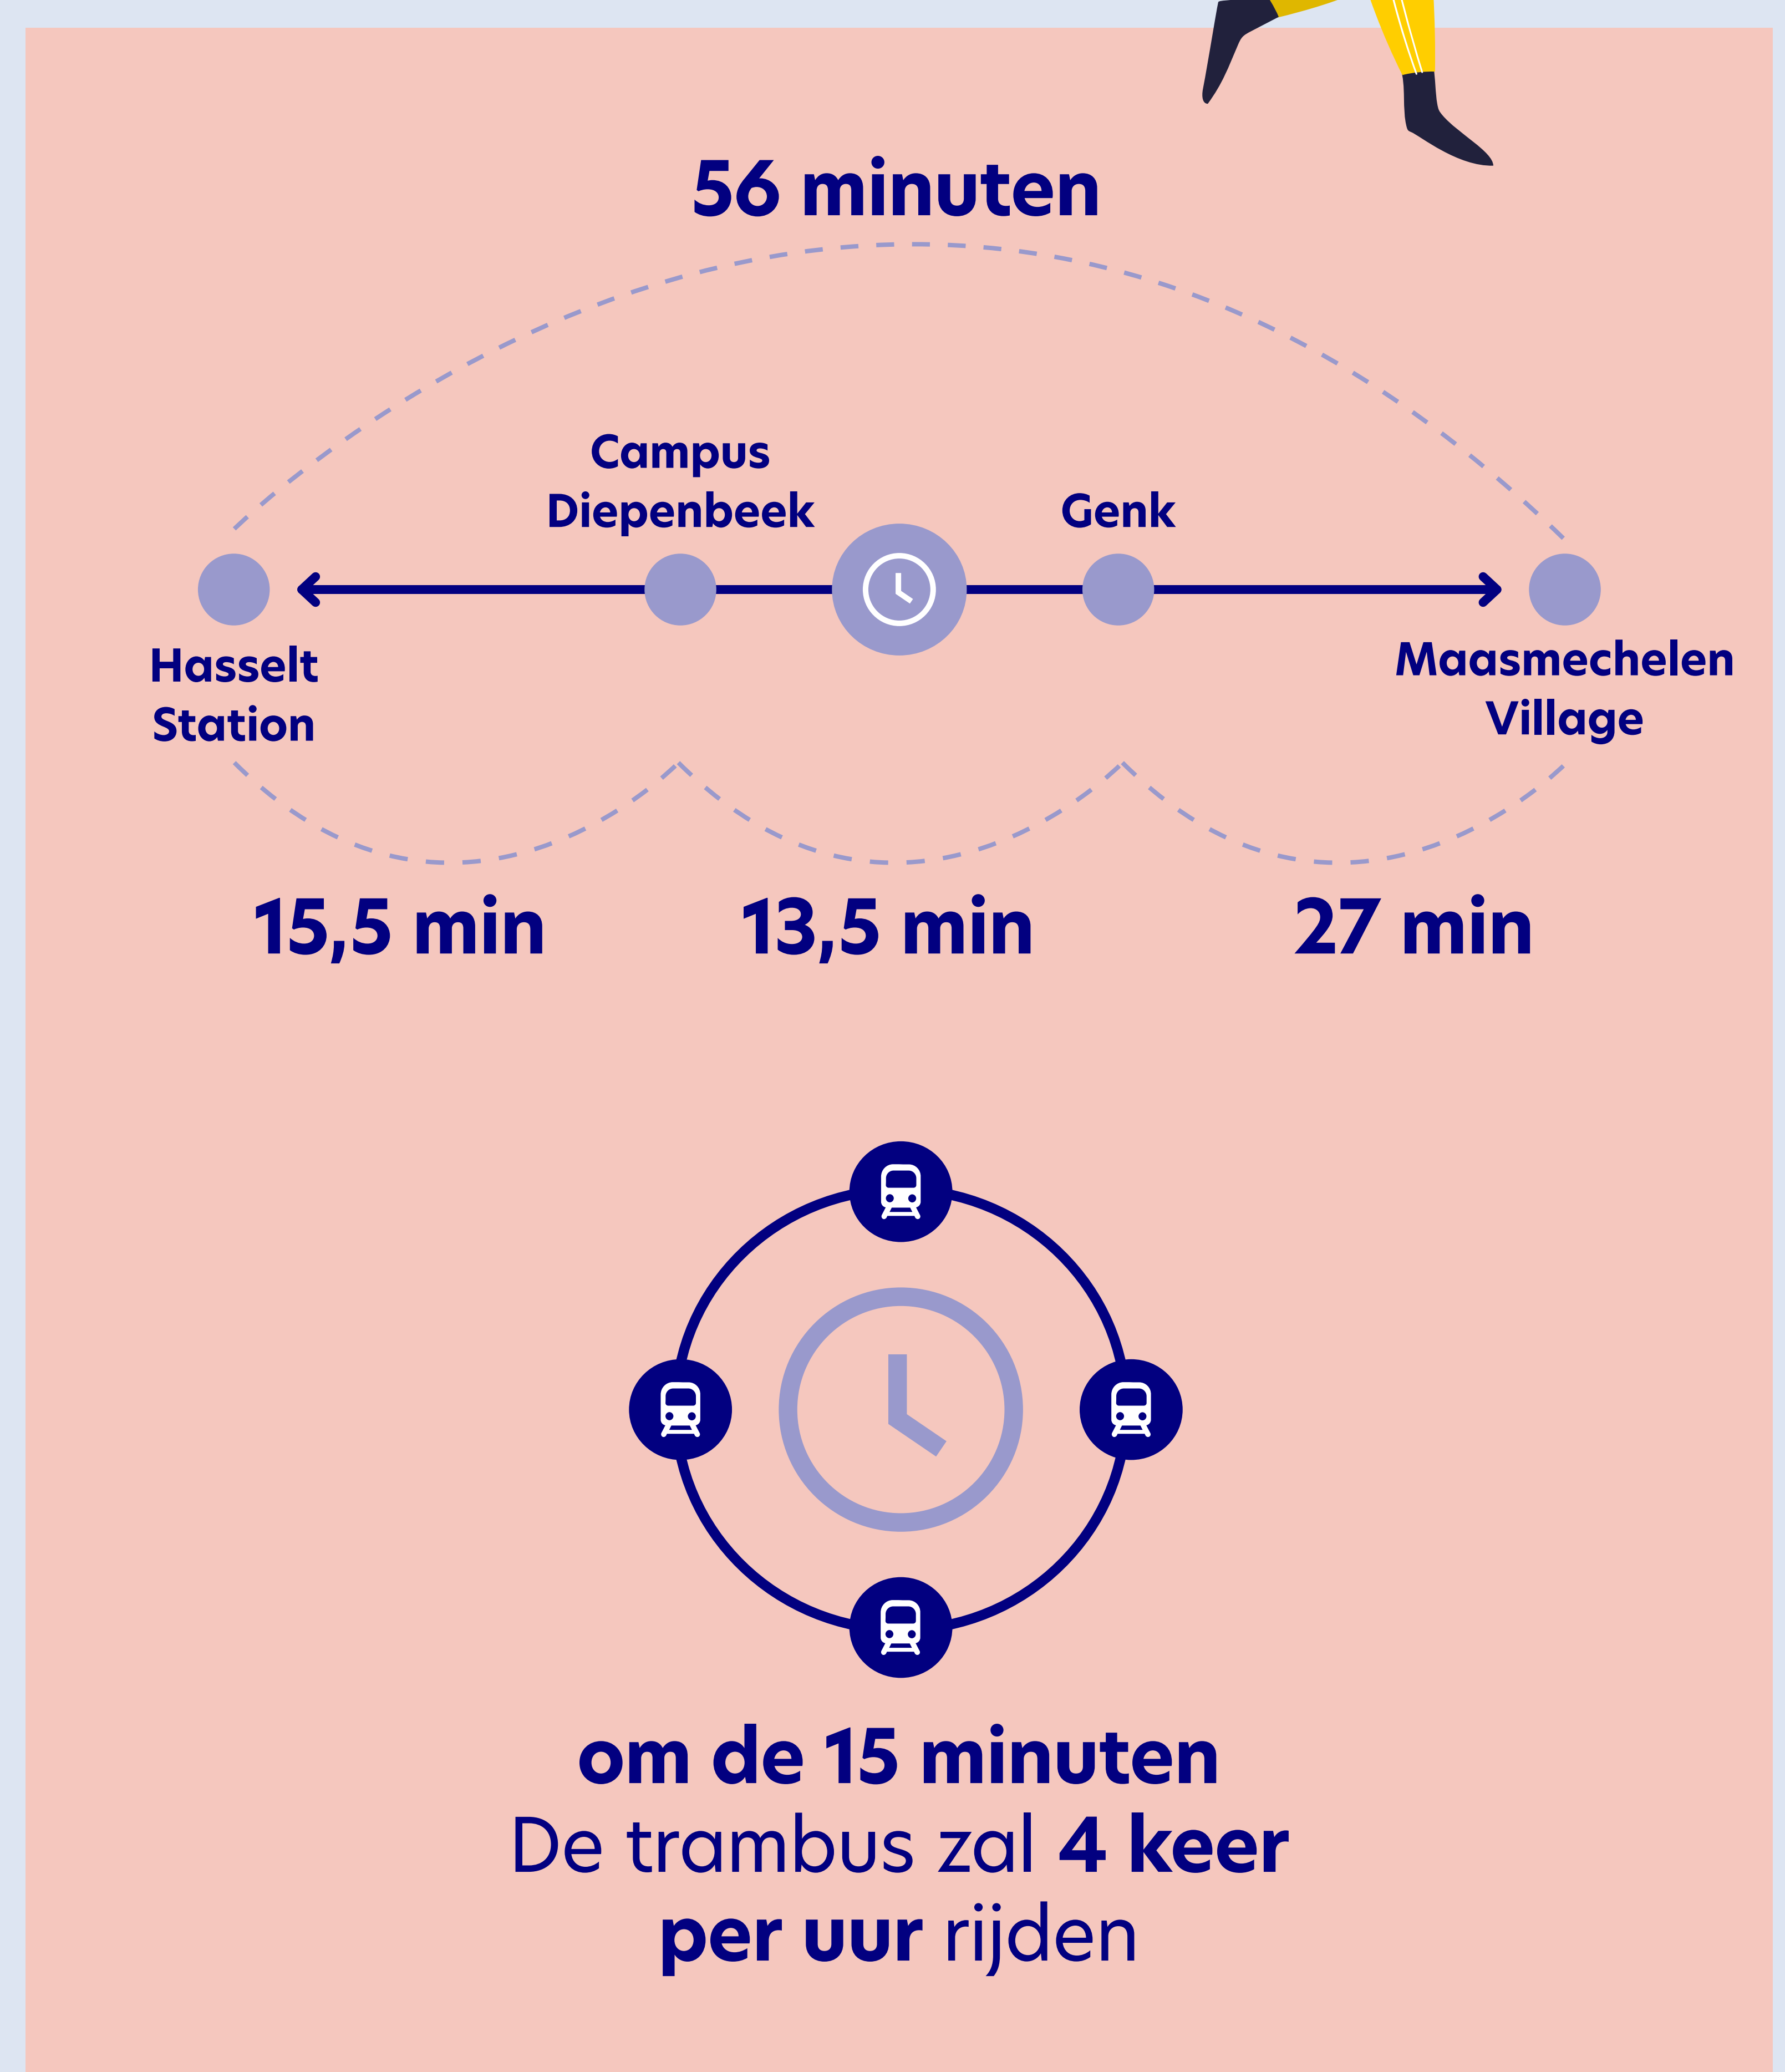 56 minuten
Campus
Diepenbeek
Genk
Hasselt
Station
Maasmechelen
Village
15,5 min
13,5 min
27 min
om de 15 minuten
De trambus zal 4 keer
per uur rijden